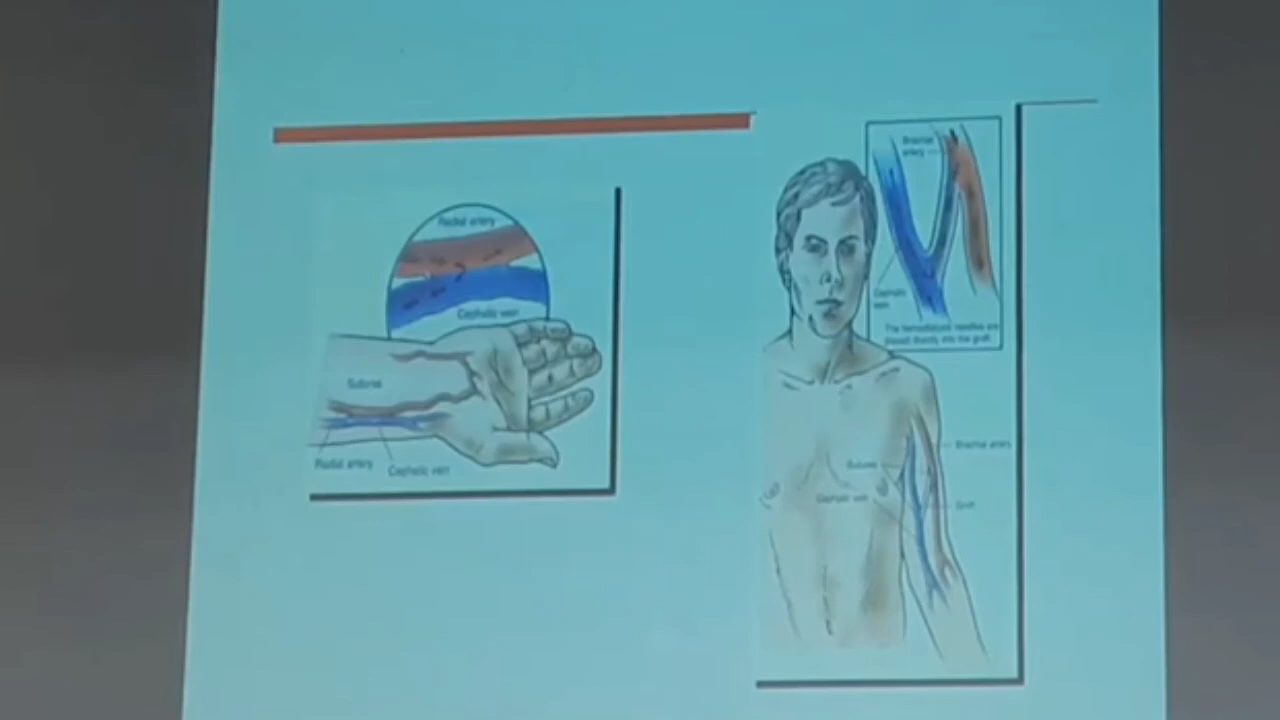 Radial artery
Cephalic vein
Sutures
Radial artery
Cephalic vein
Brachial
artery
Cephalic
vein
The hemodialysis needles are
placed directly into the graft.
Brachial artery
Sutures
Cephalic vein
Graft